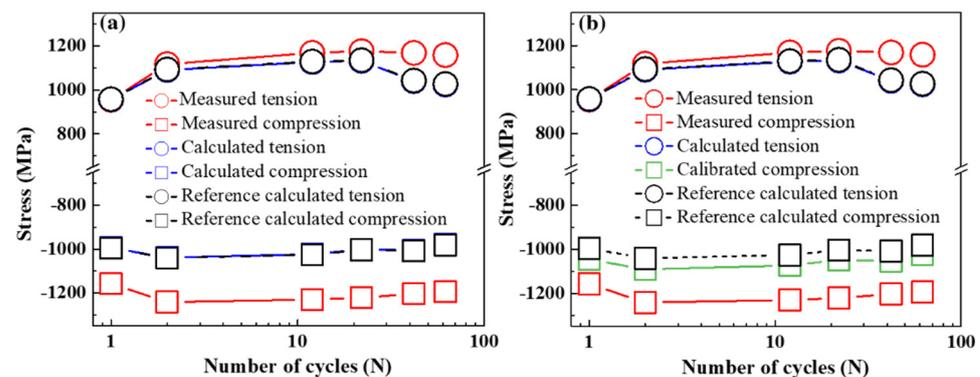 (a)
1200
1000
800
-800
-1000
-1200
Stress (MPa)
Measured tension
Measured compression
Calculated tension
Calculated compression
Reference calculated tension
Reference calculated compression
1
10
100
Number of cycles (N)
(b)
1200
1000
800
-800
-1000
-1200
Stress (MPa)
Measured tension
Measured compression
Calculated tension
Calibrated compression
Reference calculated tension
Reference calculated compression
1
10
100
Number of cycles (N)